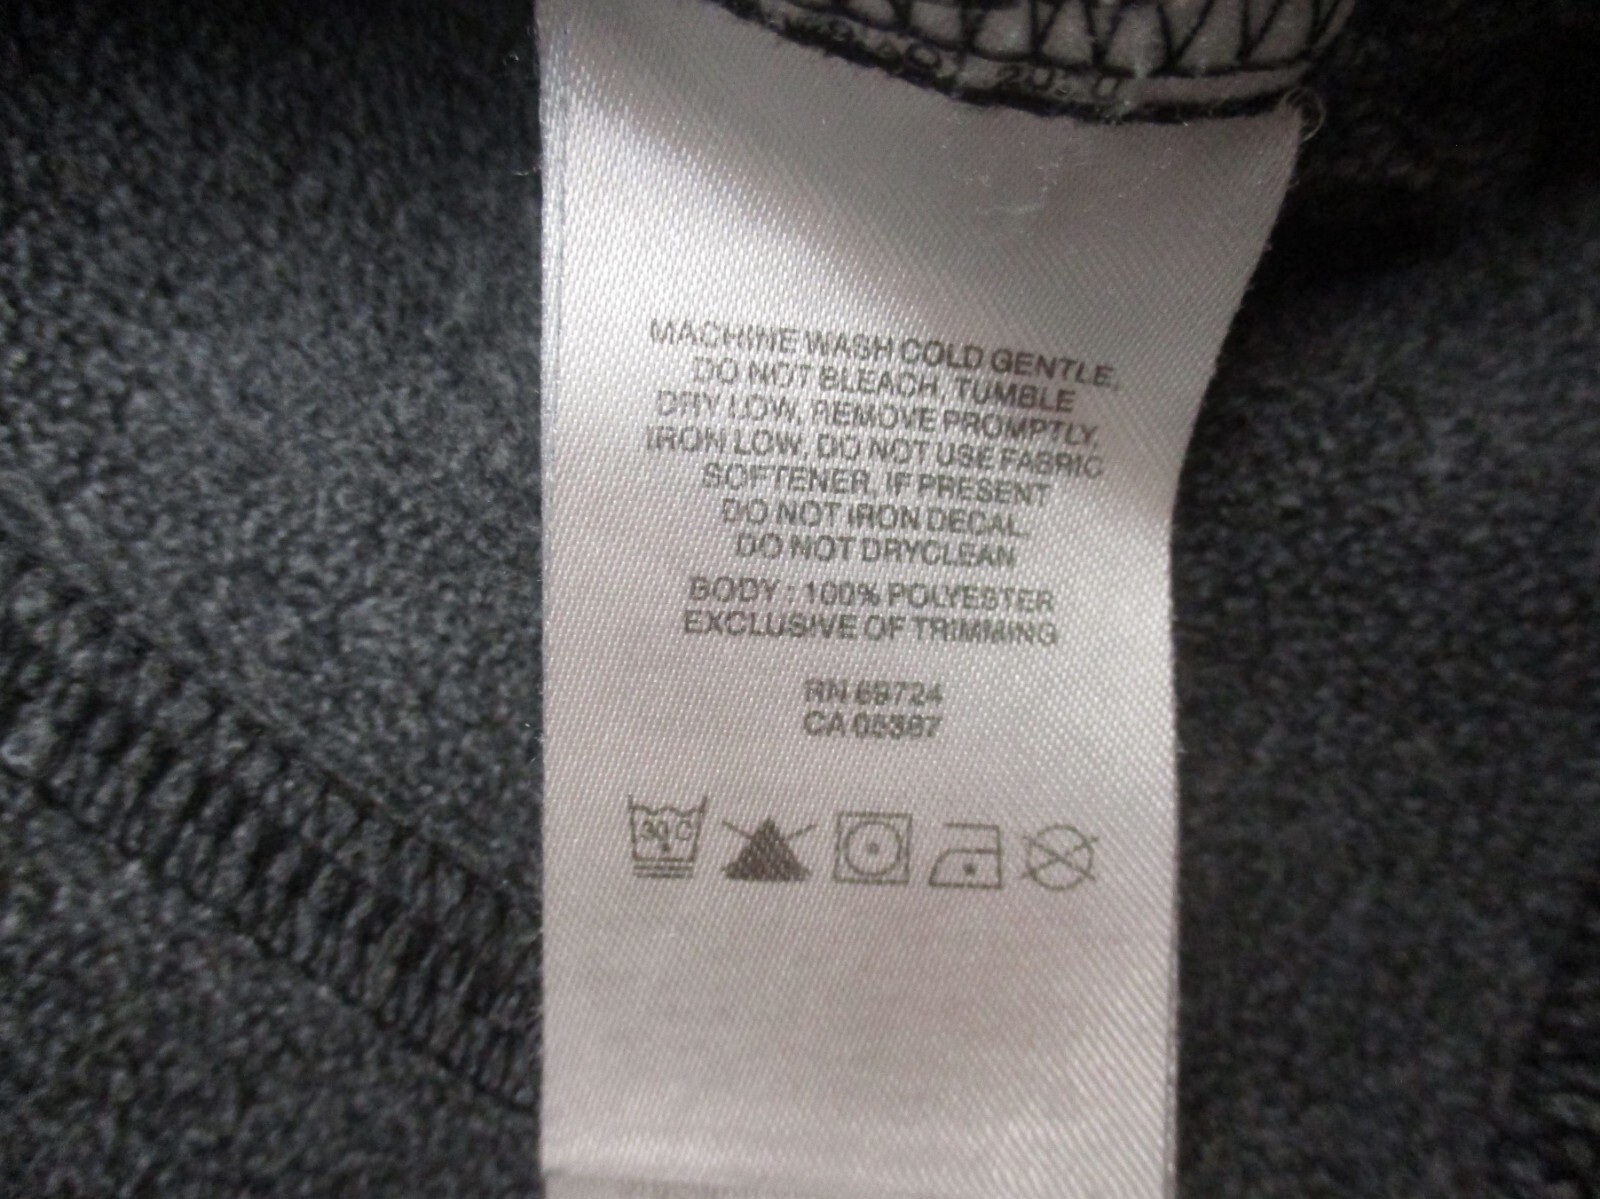 MACHINE WASH COLD GENTLE,
DO NOT BLEACH, TUMBLE
DRY LOW, REMOVE PROMPTLY,
IRON LOW, DO NOT USE FABRIC
SOFTENER, IF PRESENT
DO NOT IRON DECAL,
DO NOT DRYCLEAN
BODY : 100% POLYESTER
EXCLUSIVE OF TRIMMING
RN 69724
CA 05367
30°C